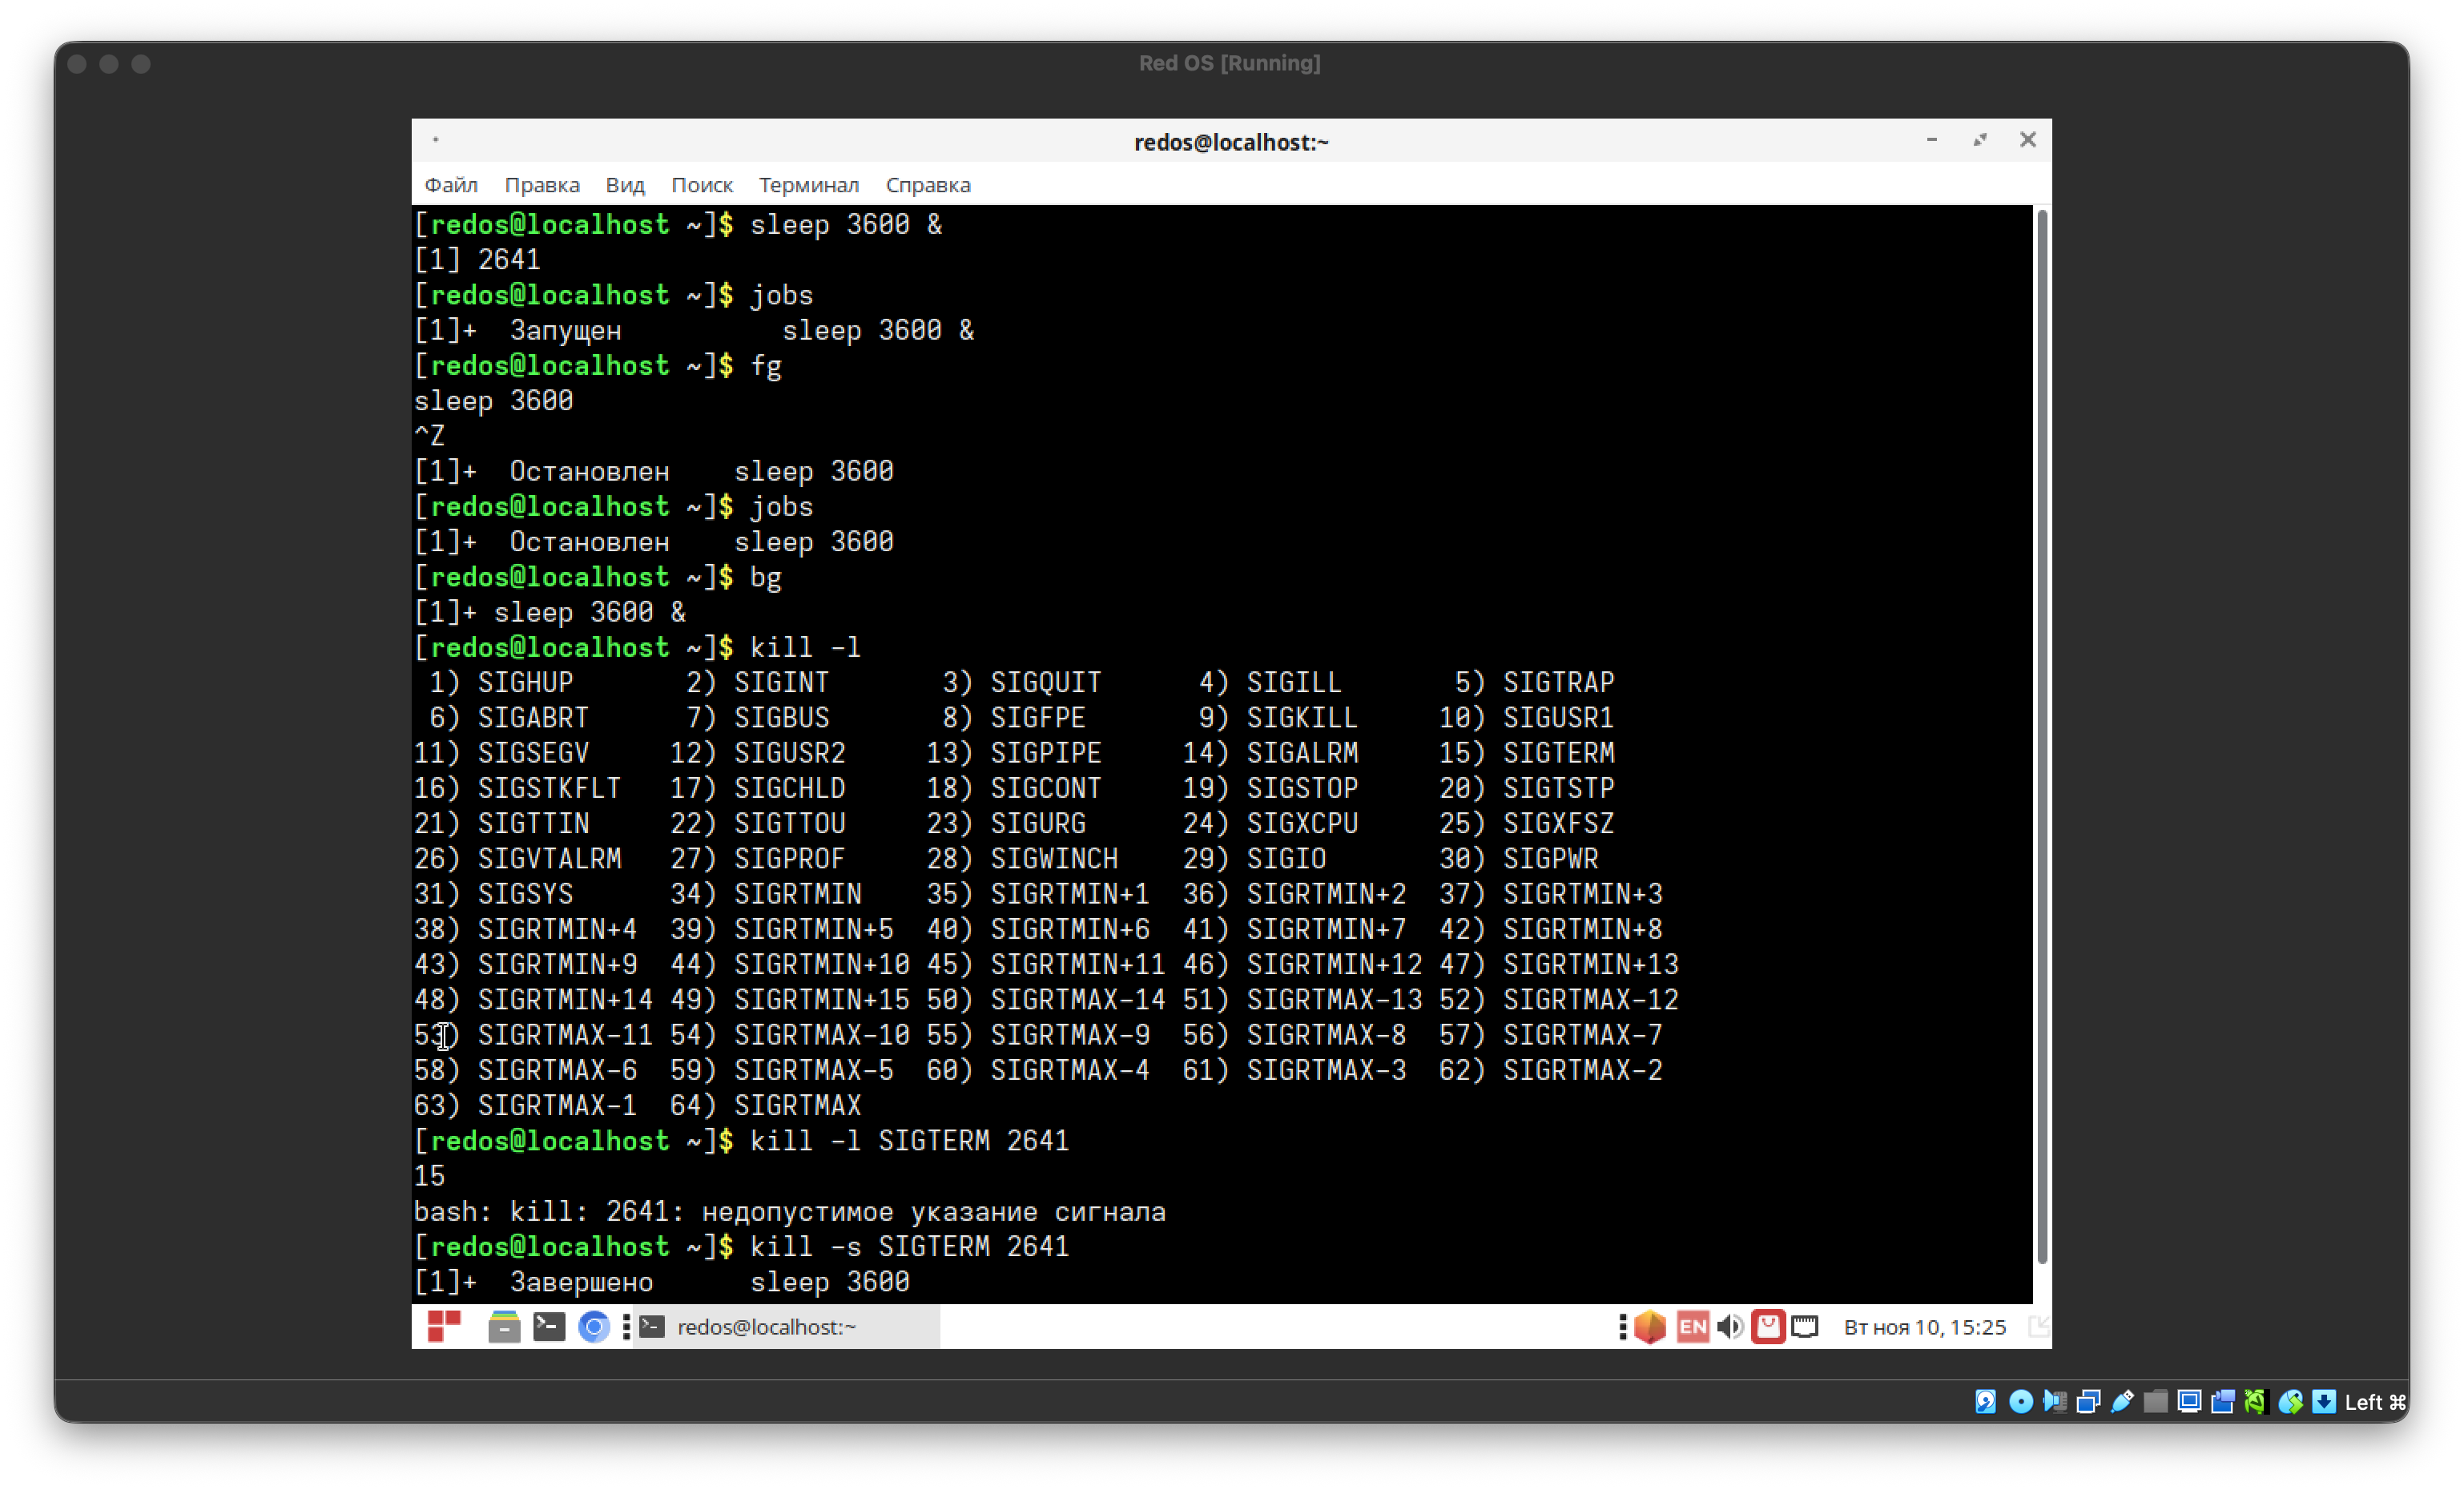 Red OS [Running]
redos@localhost:~
Файл Правка Вид Поиск Терминал Справка
[redos@localhost ~]$ sleep 3600 &
[1] 2641
[redos@localhost ~]$ jobs
[1]+  Запущен          sleep 3600 &
[redos@localhost ~]$ fg
sleep 3600
^Z
[1]+  Остановлен    sleep 3600
[redos@localhost ~]$ jobs
[1]+  Остановлен    sleep 3600
[redos@localhost ~]$ bg
[1]+ sleep 3600 &
[redos@localhost ~]$ kill -l
 1) SIGHUP       2) SIGINT       3) SIGQUIT      4) SIGILL       5) SIGTRAP
 6) SIGABRT      7) SIGBUS       8) SIGFPE       9) SIGKILL     10) SIGUSR1
11) SIGSEGV     12) SIGUSR2     13) SIGPIPE     14) SIGALRM     15) SIGTERM
16) SIGSTKFLT   17) SIGCHLD     18) SIGCONT     19) SIGSTOP     20) SIGTSTP
21) SIGTTIN     22) SIGTTOU     23) SIGURG      24) SIGXCPU     25) SIGXFSZ
26) SIGVTALRM   27) SIGPROF     28) SIGWINCH    29) SIGIO       30) SIGPWR
31) SIGSYS      34) SIGRTMIN    35) SIGRTMIN+1  36) SIGRTMIN+2  37) SIGRTMIN+3
38) SIGRTMIN+4  39) SIGRTMIN+5  40) SIGRTMIN+6  41) SIGRTMIN+7  42) SIGRTMIN+8
43) SIGRTMIN+9  44) SIGRTMIN+10 45) SIGRTMIN+11 46) SIGRTMIN+12 47) SIGRTMIN+13
48) SIGRTMIN+14 49) SIGRTMIN+15 50) SIGRTMAX-14 51) SIGRTMAX-13 52) SIGRTMAX-12
53) SIGRTMAX-11 54) SIGRTMAX-10 55) SIGRTMAX-9  56) SIGRTMAX-8  57) SIGRTMAX-7
58) SIGRTMAX-6  59) SIGRTMAX-5  60) SIGRTMAX-4  61) SIGRTMAX-3  62) SIGRTMAX-2
63) SIGRTMAX-1  64) SIGRTMAX
[redos@localhost ~]$ kill -l SIGTERM 2641
15
bash: kill: 2641: недопустимое указание сигнала
[redos@localhost ~]$ kill -s SIGTERM 2641
[1]+  Завершено      sleep 3600
redos@localhost:~ EN Вт ноя 10, 15:25
Left ⌘